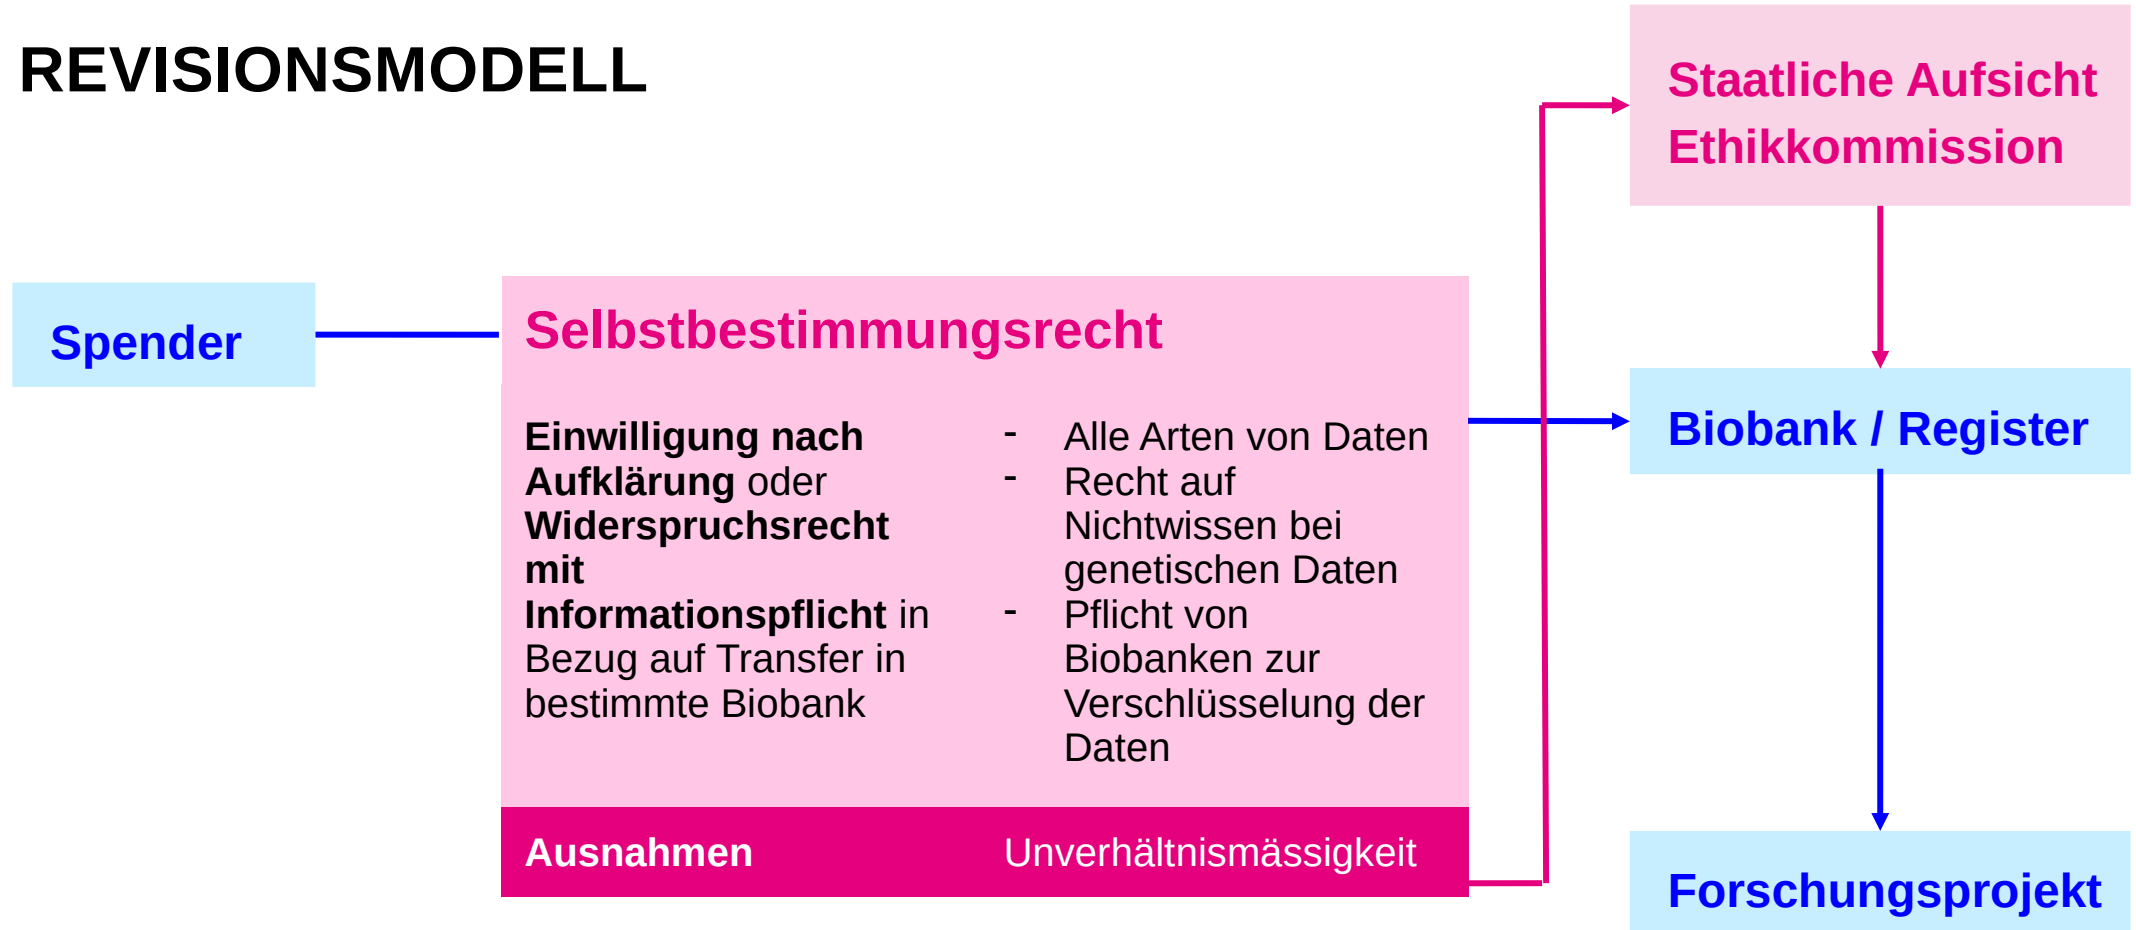 REVISIONSMODELL
Staatliche Aufsicht
Ethikkommission
Spender
Selbstbestimmungsrecht
Einwilligung nach
Aufklärung oder
Widerspruchsrecht
mit
Informationspflicht in
Bezug auf Transfer in
bestimmte Biobank
- Alle Arten von Daten
- Recht auf
Nichtwissen bei
genetischen Daten
- Pflicht von
Biobanken zur
Verschlüsselung der
Daten
Ausnahmen
Unverhältnismässigkeit
Biobank / Register
Forschungsprojekt